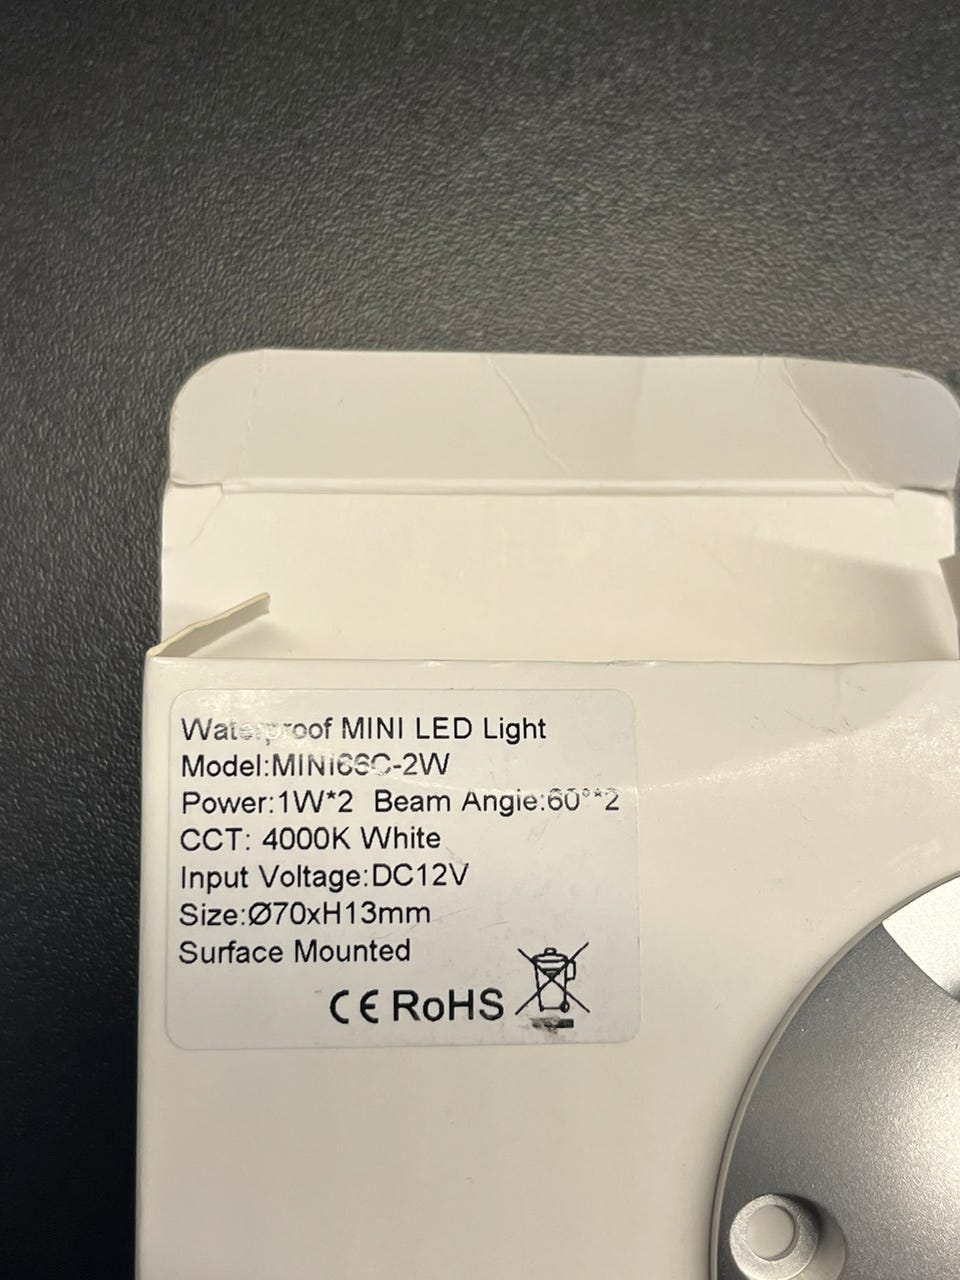 Waterproof MINI LED Light
Model:MINI66C-2W
Power:1W*2 Beam Angle:60°*2
CCT: 4000K White
Input Voltage:DC12V
Size:Ø70xH13mm
Surface Mounted
CE RoHS